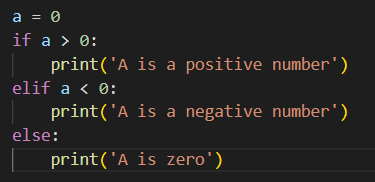 a = 0
if a > 0:
    print('A is a positive number')
elif a < 0:
    print('A is a negative number')
else:
    print('A is zero')